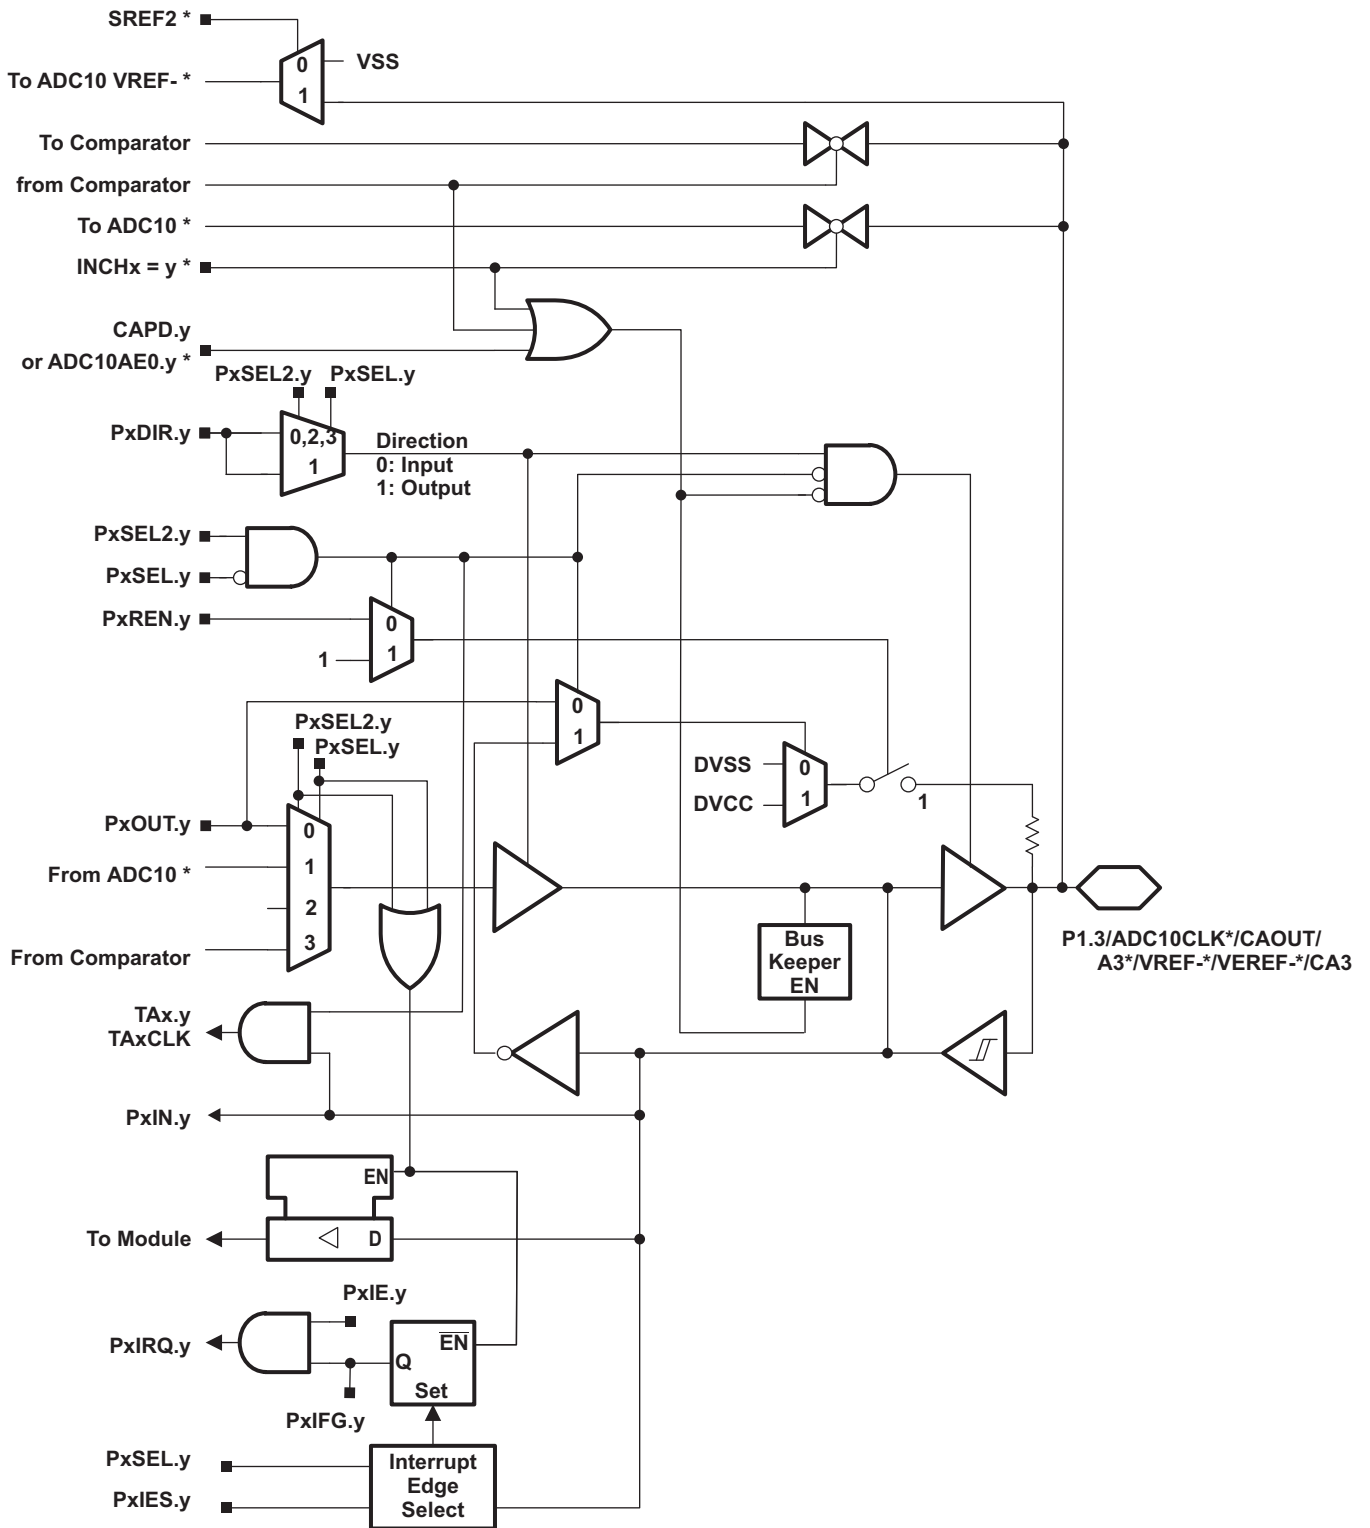 SREF2 *
VSS
0
To ADC10 VREF- *
1
To Comparator
from Comparator
To ADC10 *
INCHx = y *
CAPD.y
or ADC10AE0.y *
PxSEL2.y
PxSEL.y
PxDIR.y
0,2,3
1
Direction
0: Input
1: Output
PxSEL2.y
PxSEL.y
PxREN.y
0
1
1
0
1
PxSEL2.y
PxSEL.y
DVSS
0
DVCC
1
1
PxOUT.y
0
From ADC10 *
1
2
3
From Comparator
Bus
Keeper
EN
P1.3/ADC10CLK*/CAOUT/
A3*/VREF-*/VEREF-*/CA3
TAx.y
TAxCLK
PxIN.y
EN
To Module
D
PxIE.y
PxIRQ.y
EN
Q
Set
PxIFG.y
PxSEL.y
PxIES.y
Interrupt
Edge
Select